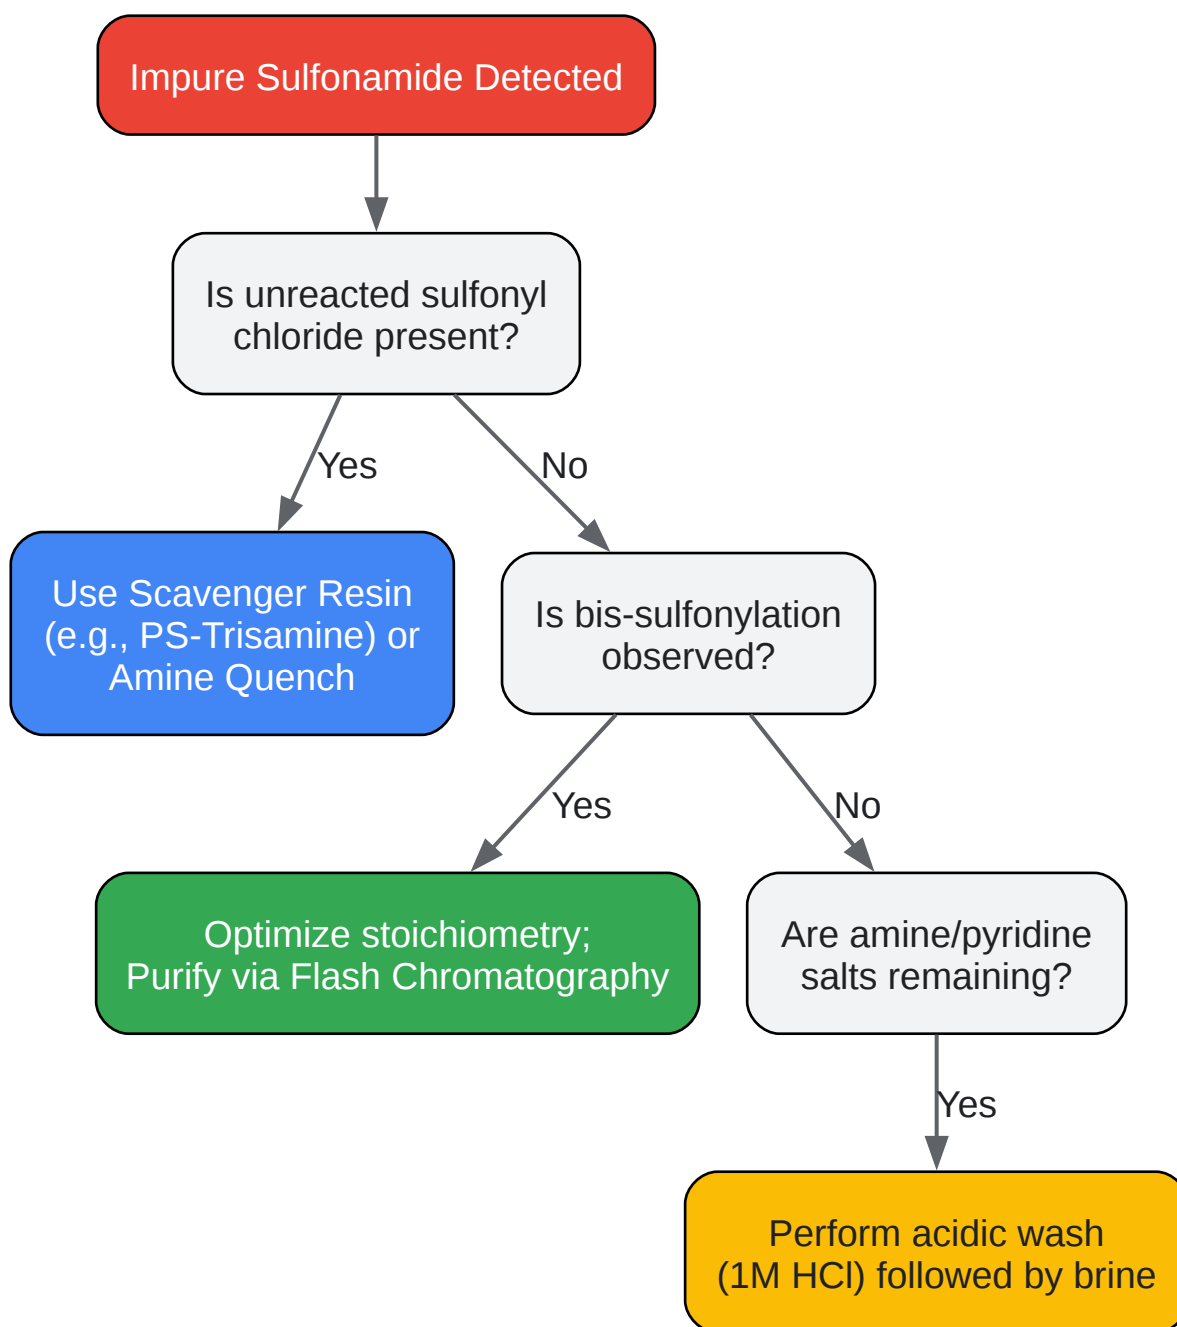 Impure Sulfonamide Detected
Is unreacted sulfonyl
chloride present?
Yes
No
Use Scavenger Resin
(e.g., PS-Trisamine) or
Amine Quench
Is bis-sulfonylation
observed?
Yes
No
Optimize stoichiometry;
Purify via Flash Chromatography
Are amine/pyridine
salts remaining?
Yes
Perform acidic wash
(1M HCl) followed by brine